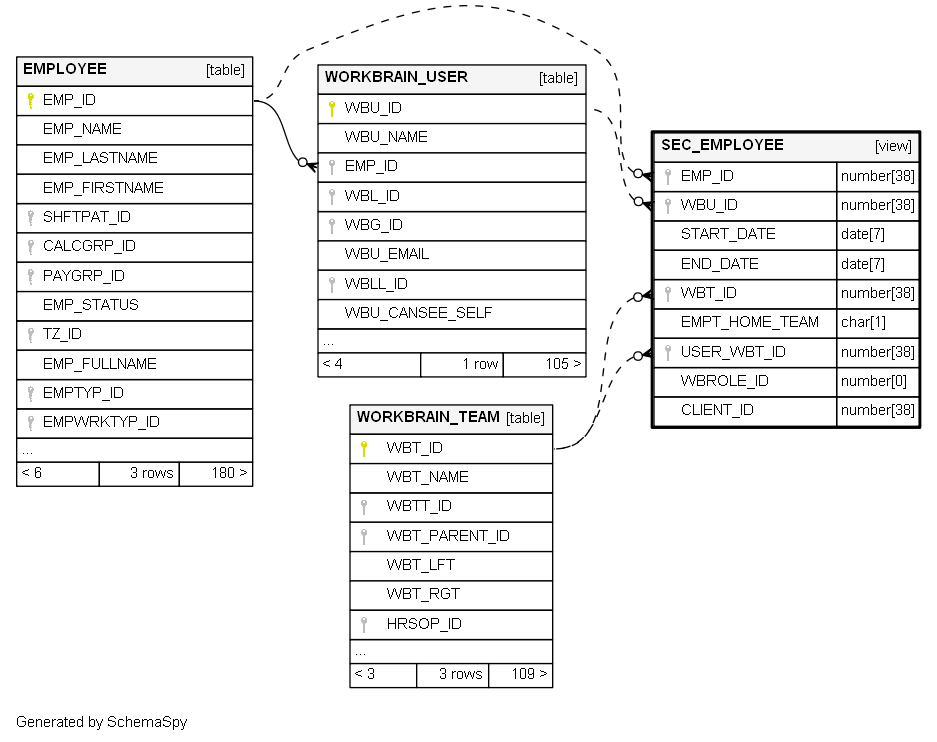 EMPLOYEE [table]
EMP_ID
EMP_NAME
EMP_LASTNAME
EMP_FIRSTNAME
SHFTPAT_ID
CALCGRP_ID
PAYGRP_ID
EMP_STATUS
TZ_ID
EMP_FULLNAME
EMPTYP_ID
EMPWRKTYP_ID
...
< 6 3 rows 180 >
WORKBRAIN_USER [table]
WBU_ID
WBU_NAME
EMP_ID
WBL_ID
WBG_ID
WBU_EMAIL
WBLL_ID
WBU_CANSEE_SELF
...
< 4 1 row 105 >
WORKBRAIN_TEAM [table]
WBT_ID
WBT_NAME
WBTT_ID
WBT_PARENT_ID
WBT_LFT
WBT_RGT
HRSOP_ID
...
< 3 3 rows 109 >
SEC_EMPLOYEE [view]
EMP_ID number[38]
WBU_ID number[38]
START_DATE date[7]
END_DATE date[7]
WBT_ID number[38]
EMPT_HOME_TEAM char[1]
USER_WBT_ID number[38]
WBROLE_ID number[0]
CLIENT_ID number[38]
Generated by SchemaSpy